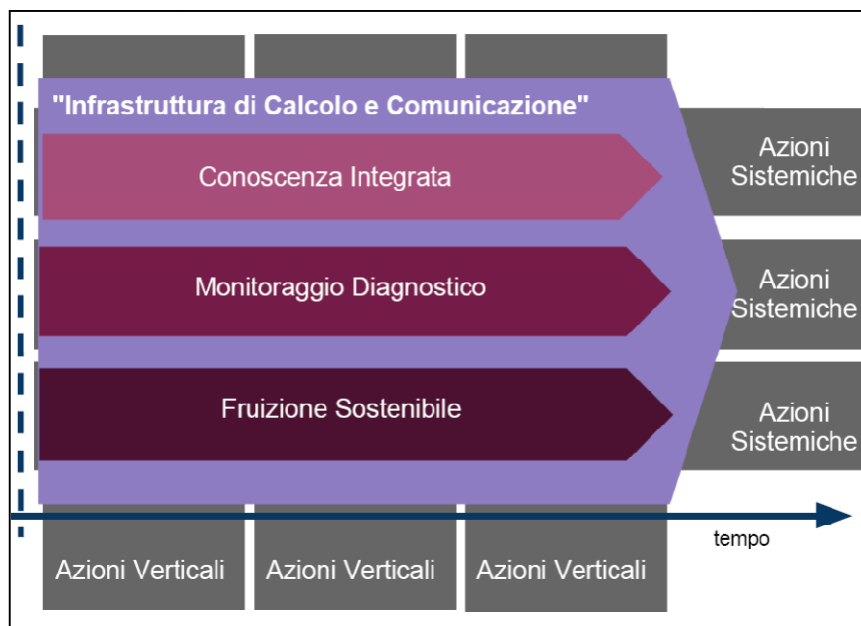 "Infrastruttura di Calcolo e Comunicazione"
Conoscenza Integrata
Azioni
Sistemiche
Monitoraggio Diagnostico
Azioni
Sistemiche
Fruizione Sostenibile
Azioni
Sistemiche
tempo
Azioni Verticali
Azioni Verticali
Azioni Verticali